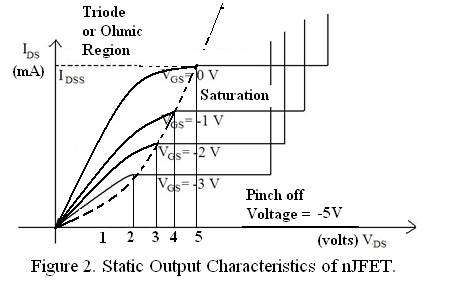 Triode
or Ohmic
Region
IDS
(mA)
IDSS
VGS= 0 V
Saturation
VGS= -1 V
VGS= -2 V
VGS= -3 V
Pinch off
Voltage = -5V
1 2 3 4 5
(volts) VDS
Figure 2. Static Output Characteristics of nJFET.